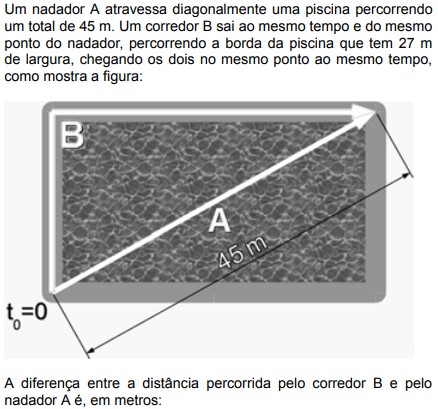 Um nadador A atravessa diagonalmente uma piscina percorrendo
um total de 45 m. Um corredor B sai ao mesmo tempo e do mesmo
ponto do nadador, percorrendo a borda da piscina que tem 27 m
de largura, chegando os dois no mesmo ponto ao mesmo tempo,
como mostra a figura:
B
A
45 m
t0=0
A diferença entre a distância percorrida pelo corredor B e pelo
nadador A é, em metros: